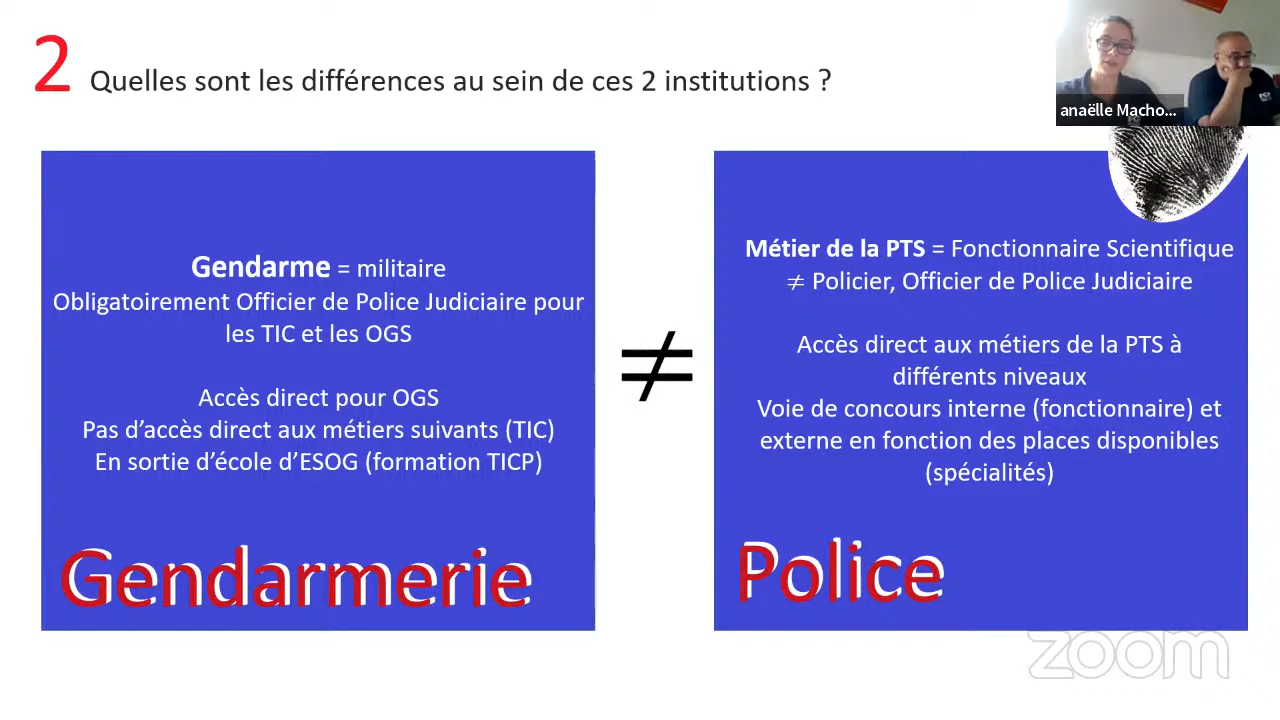 2 Quelles sont les différences au sein de ces 2 institutions ?
anaëlle Macho...
Gendarme = militaire
Obligatoirement Officier de Police Judiciaire pour
les TIC et les OGS
Accès direct pour OGS
Pas d'accès direct aux métiers suivants (TIC)
En sortie d'école d'ESOG (formation TICP)
Gendarmerie
≠
Métier de la PTS = Fonctionnaire Scientifique
≠ Policier, Officier de Police Judiciaire
Accès direct aux métiers de la PTS à
différents niveaux
Voie de concours interne (fonctionnaire) et
externe en fonction des places disponibles
(spécialités)
Police
zoom